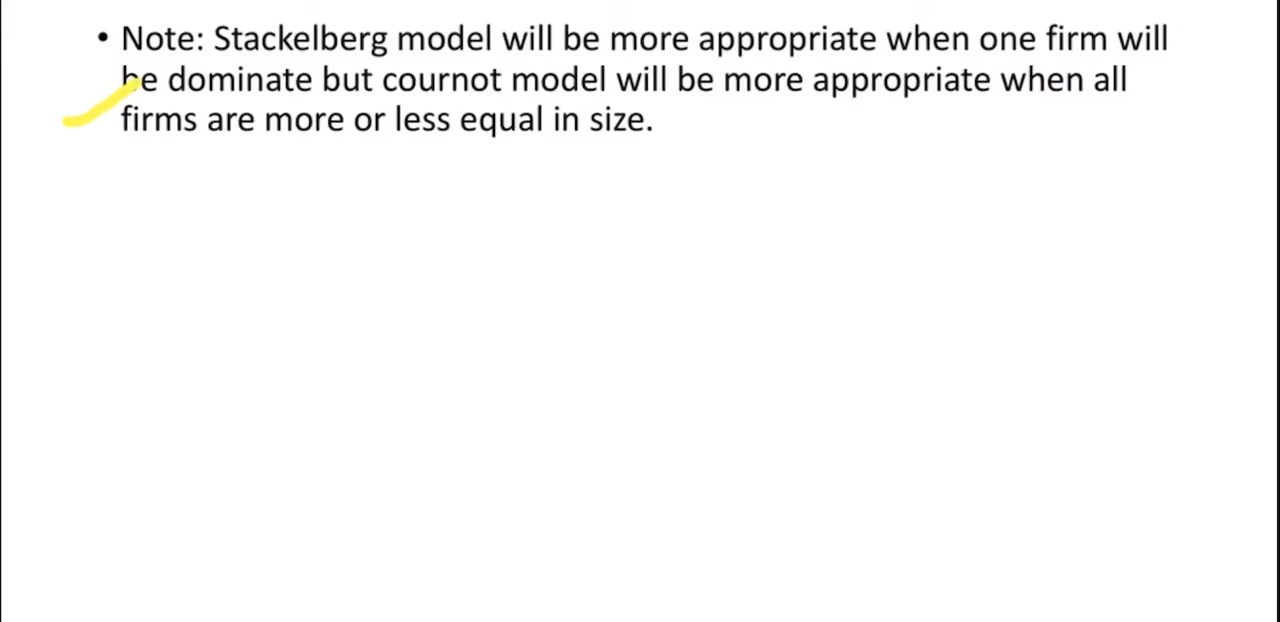 • Note: Stackelberg model will be more appropriate when one firm will
be dominate but cournot model will be more appropriate when all
firms are more or less equal in size.